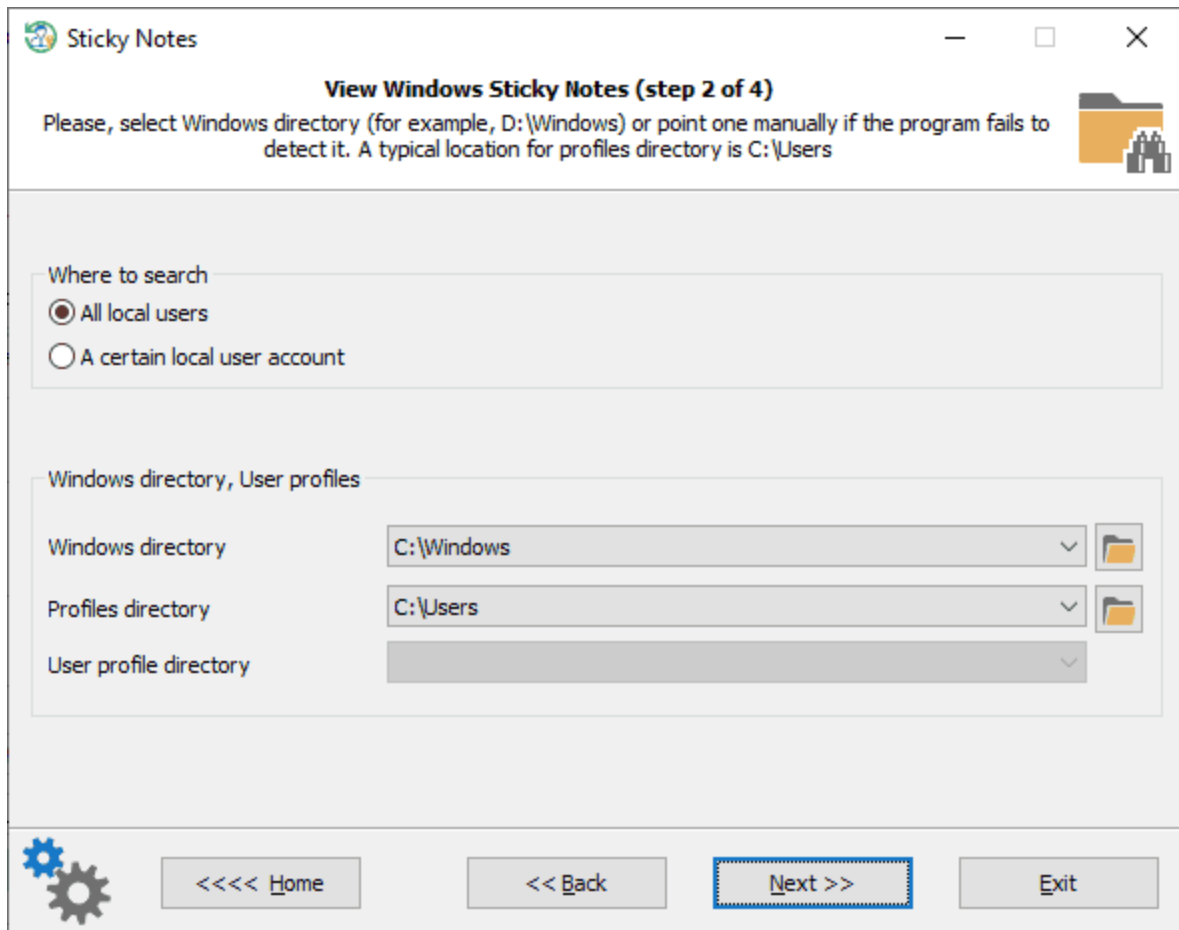 Sticky Notes
View Windows Sticky Notes (step 2 of 4)
Please, select Windows directory (for example, D:\Windows) or point one manually if the program fails to
detect it. A typical location for profiles directory is C:\Users
Where to search
All local users
A certain local user account
Windows directory, User profiles
Windows directory
C:\Windows
Profiles directory
C:\Users
User profile directory
<<<< Home
<< Back
Next >>
Exit